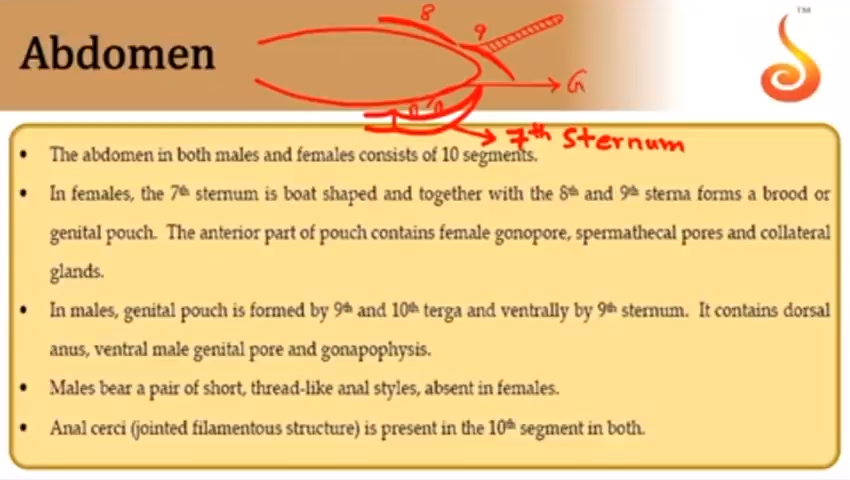 TM
8
9
Abdomen
G
7th Sternum
• The abdomen in both males and females consists of 10 segments.
• In females, the 7th sternum is boat shaped and together with the 8th and 9th sterna forms a brood or
genital pouch. The anterior part of pouch contains female gonopore, spermathecal pores and collateral
glands.
• In males, genital pouch is formed by 9th and 10th terga and ventrally by 9th sternum. It contains dorsal
anus, ventral male genital pore and gonapophysis.
• Males bear a pair of short, thread-like anal styles, absent in females.
• Anal cerci (jointed filamentous structure) is present in the 10th segment in both.